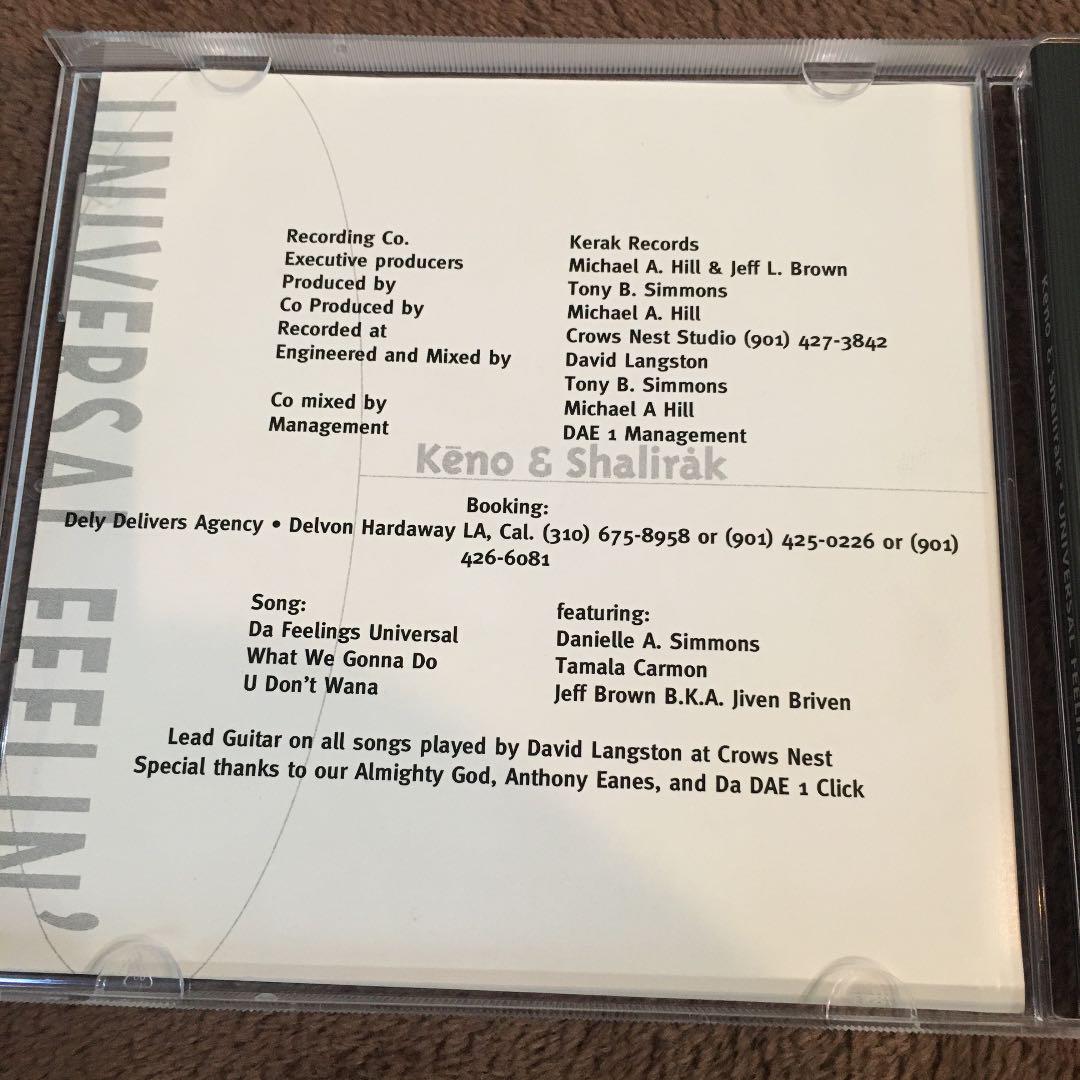 UNIVERSAL FEELIN'
Recording Co. Kerak Records
Executive producers Michael A. Hill & Jeff L. Brown
Produced by Tony B. Simmons
Co Produced by Michael A. Hill
Recorded at Crows Nest Studio (901) 427-3842
Engineered and Mixed by David Langston
Tony B. Simmons
Co mixed by Michael A Hill
Management DAE 1 Management
Kēno & Shaliråk
Booking:
Dely Delivers Agency • Delvon Hardaway LA, Cal. (310) 675-8958 or (901) 425-0226 or (901)
426-6081
Song: featuring:
Da Feelings Universal Danielle A. Simmons
What We Gonna Do Tamala Carmon
U Don't Wana Jeff Brown B.K.A. Jiven Briven
Lead Guitar on all songs played by David Langston at Crows Nest
Special thanks to our Almighty God, Anthony Eanes, and Da DAE 1 Click
Kēno & Shaliråk • UNIVERSAL FEELIN'